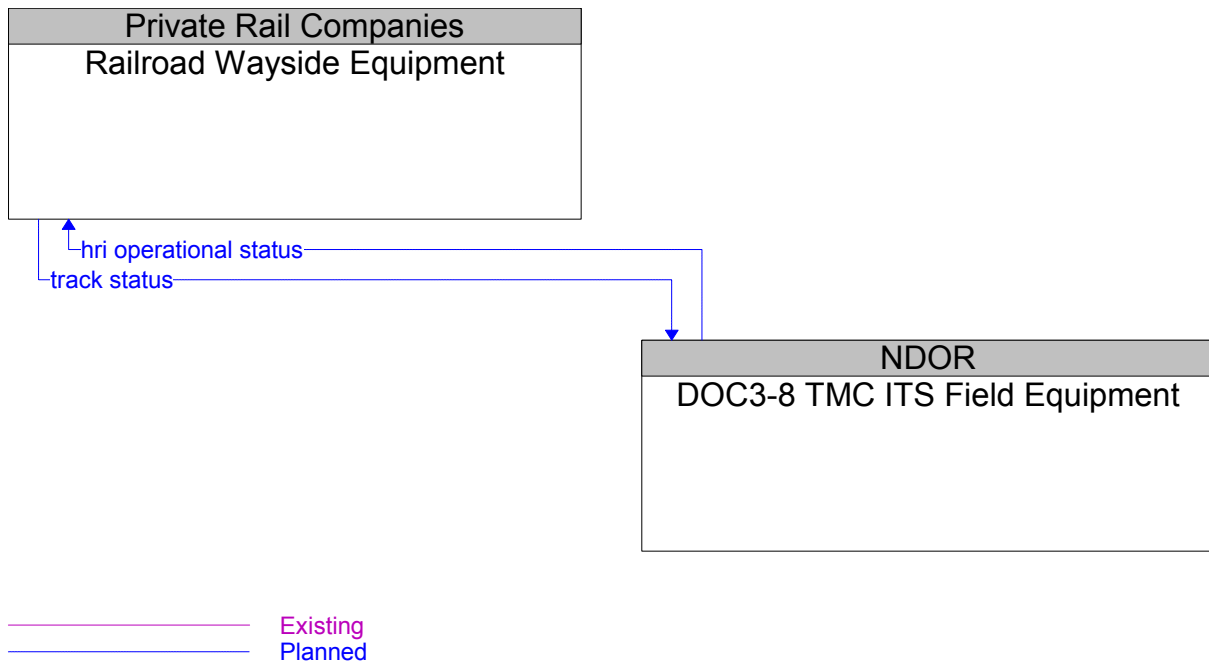 Private Rail Companies
Railroad Wayside Equipment
hri operational status
track status
NDOR
DOC3-8 TMC ITS Field Equipment
Existing
Planned